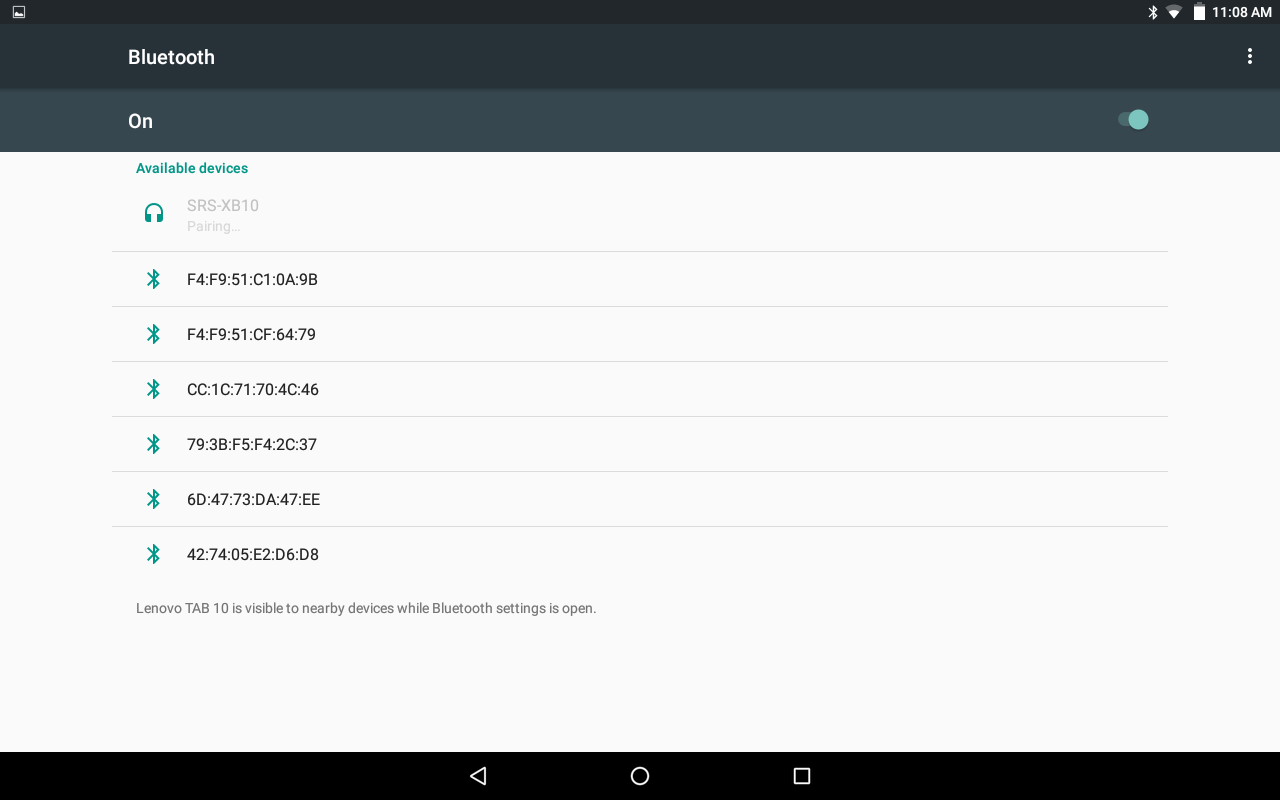 11:08 AM
Bluetooth
On
Available devices
SRS-XB10
Pairing…
F4:F9:51:C1:0A:9B
F4:F9:51:CF:64:79
CC:1C:71:70:4C:46
79:3B:F5:F4:2C:37
6D:47:73:DA:47:EE
42:74:05:E2:D6:D8
Lenovo TAB 10 is visible to nearby devices while Bluetooth settings is open.